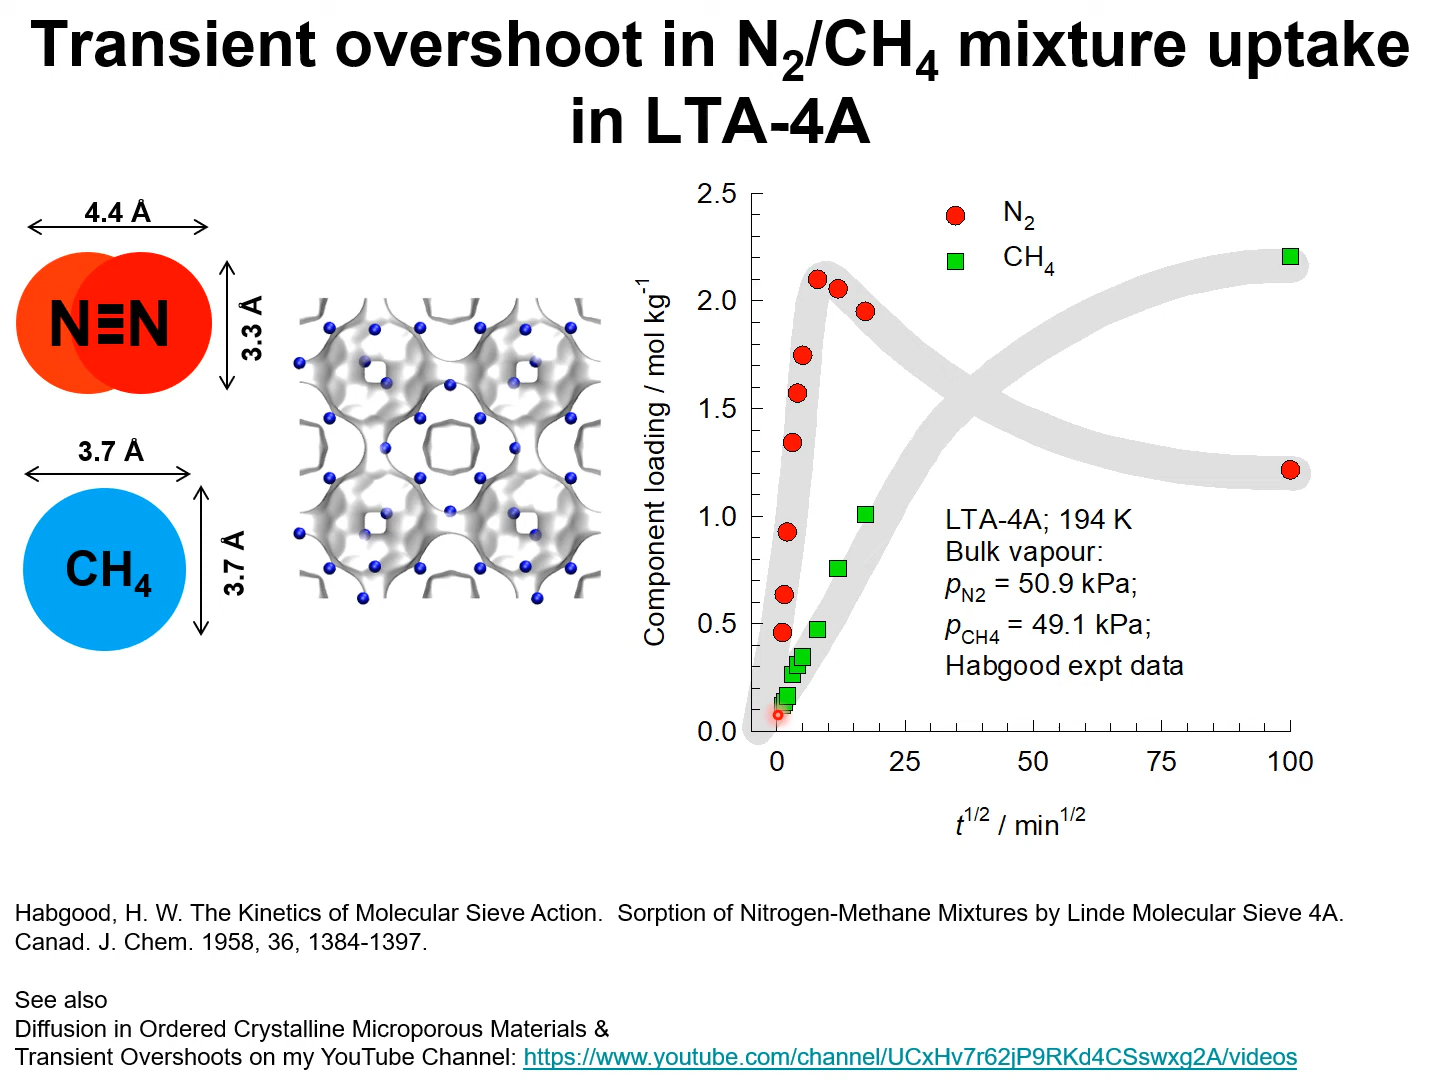 Transient overshoot in N2/CH4 mixture uptake
in LTA-4A
4.4 Å
N≡N
3.3 Å
3.7 Å
CH4
3.7 Å
Component loading / mol kg-1
2.5
2.0
1.5
1.0
0.5
0.0
0
25
50
75
100
t1/2 / min1/2
N2
CH4
LTA-4A; 194 K
Bulk vapour:
pN2 = 50.9 kPa;
pCH4 = 49.1 kPa;
Habgood expt data
Habgood, H. W. The Kinetics of Molecular Sieve Action.  Sorption of Nitrogen-Methane Mixtures by Linde Molecular Sieve 4A.
Canad. J. Chem. 1958, 36, 1384-1397.
See also
Diffusion in Ordered Crystalline Microporous Materials &
Transient Overshoots on my YouTube Channel: https://www.youtube.com/channel/UCxHv7r62jP9RKd4CSswxg2A/videos